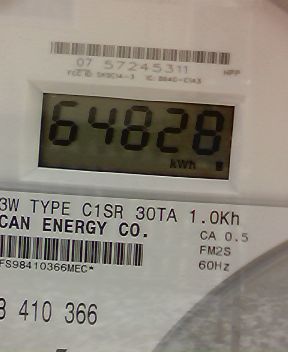 07 57245311
64828
kWh
3W TYPE C1SR 30TA 1.0Kh
CAN ENERGY CO.
CA 0.5
FM2S
60Hz
FS98410366MEC*
410 366